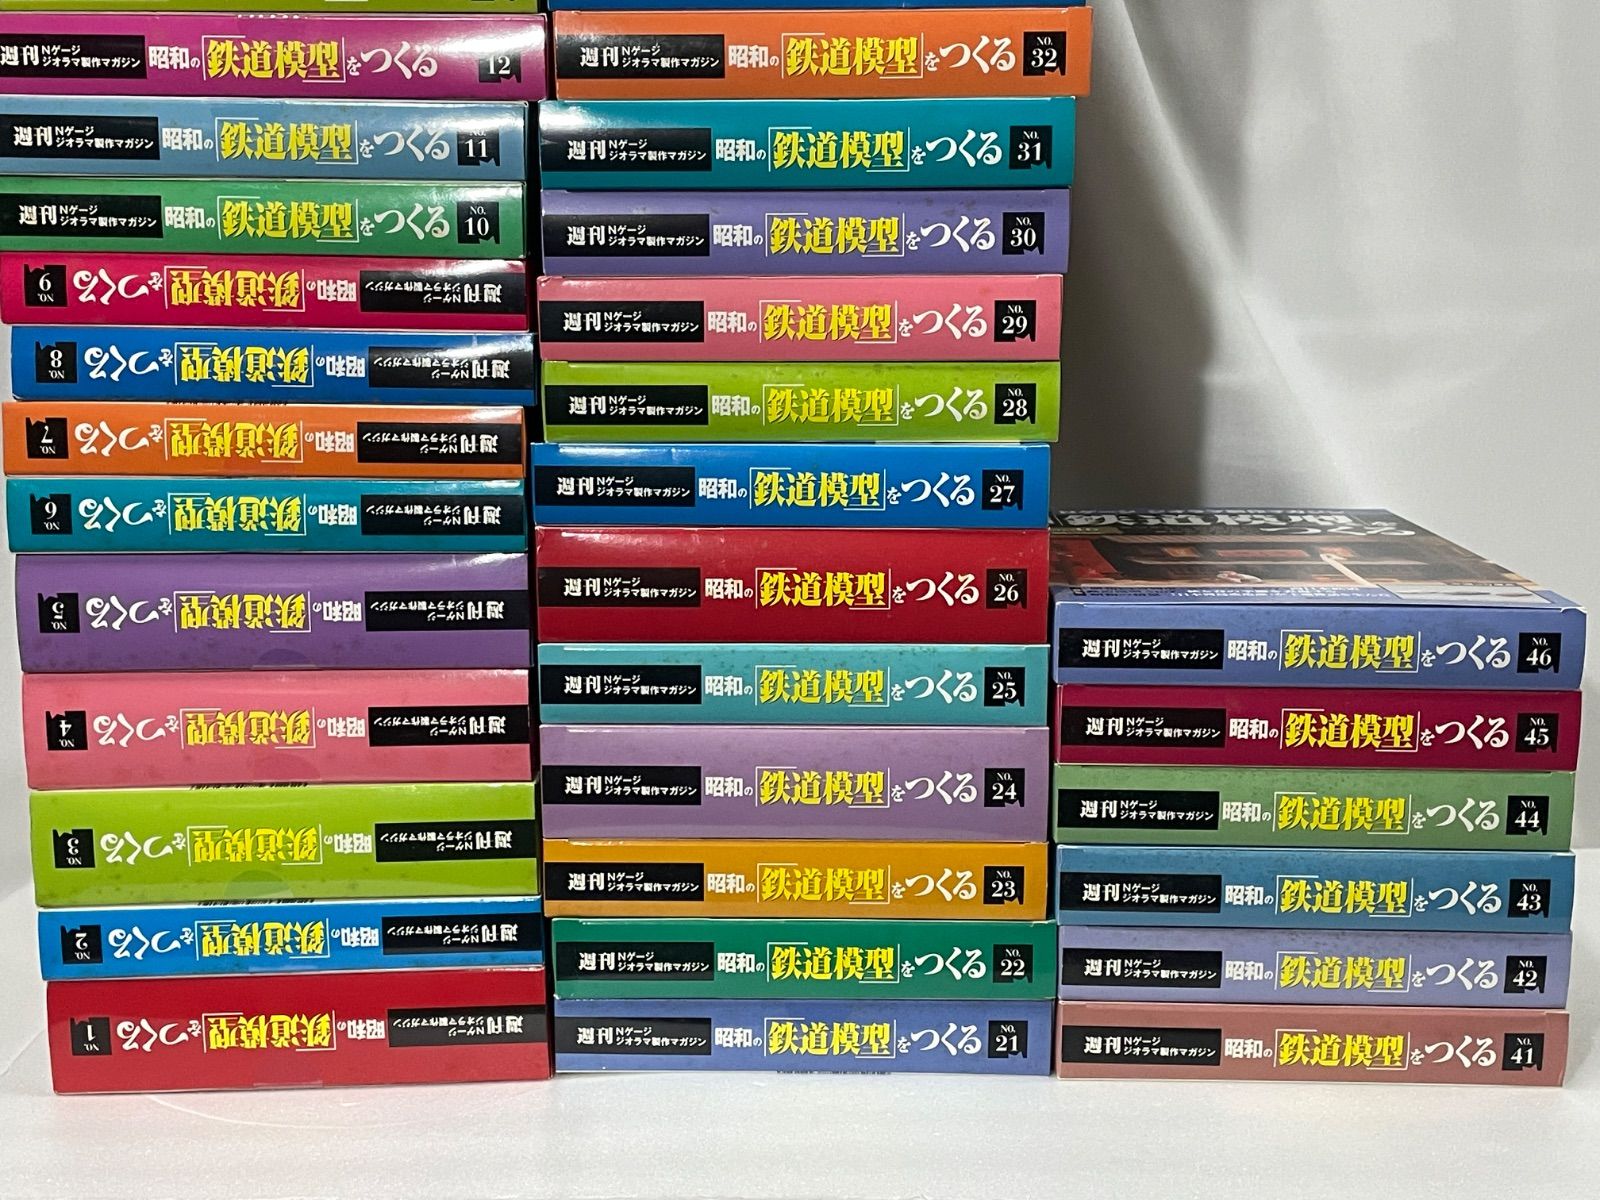 週刊 Nゲージ ジオラマ製作マガジン 昭和の 鉄道模型 をつくる 12
週刊 Nゲージ ジオラマ製作マガジン 昭和の 鉄道模型 をつくる NO. 11
週刊 Nゲージ ジオラマ製作マガジン 昭和の 鉄道模型 をつくる NO. 10
週刊 Nゲージ ジオラマ製作マガジン 昭和の 鉄道模型 をつくる NO. 9
週刊 Nゲージ ジオラマ製作マガジン 昭和の 鉄道模型 をつくる NO. 8
週刊 Nゲージ ジオラマ製作マガジン 昭和の 鉄道模型 をつくる NO. 7
週刊 Nゲージ ジオラマ製作マガジン 昭和の 鉄道模型 をつくる NO. 6
週刊 Nゲージ ジオラマ製作マガジン 昭和の 鉄道模型 をつくる NO. 5
週刊 Nゲージ ジオラマ製作マガジン 昭和の 鉄道模型 をつくる NO. 4
週刊 Nゲージ ジオラマ製作マガジン 昭和の 鉄道模型 をつくる NO. 3
週刊 Nゲージ ジオラマ製作マガジン 昭和の 鉄道模型 をつくる NO. 2
週刊 Nゲージ ジオラマ製作マガジン 昭和の 鉄道模型 をつくる NO. 1
週刊 Nゲージ ジオラマ製作マガジン 昭和の 鉄道模型 をつくる NO. 32
週刊 Nゲージ ジオラマ製作マガジン 昭和の 鉄道模型 をつくる NO. 31
週刊 Nゲージ ジオラマ製作マガジン 昭和の 鉄道模型 をつくる NO. 30
週刊 Nゲージ ジオラマ製作マガジン 昭和の 鉄道模型 をつくる NO. 29
週刊 Nゲージ ジオラマ製作マガジン 昭和の 鉄道模型 をつくる NO. 28
週刊 Nゲージ ジオラマ製作マガジン 昭和の 鉄道模型 をつくる NO. 27
週刊 Nゲージ ジオラマ製作マガジン 昭和の 鉄道模型 をつくる NO. 26
週刊 Nゲージ ジオラマ製作マガジン 昭和の 鉄道模型 をつくる NO. 25
週刊 Nゲージ ジオラマ製作マガジン 昭和の 鉄道模型 をつくる NO. 24
週刊 Nゲージ ジオラマ製作マガジン 昭和の 鉄道模型 をつくる NO. 23
週刊 Nゲージ ジオラマ製作マガジン 昭和の 鉄道模型 をつくる NO. 22
週刊 Nゲージ ジオラマ製作マガジン 昭和の 鉄道模型 をつくる NO. 21
鉄道模型
週刊 Nゲージ ジオラマ製作マガジン 昭和の 鉄道模型 をつくる NO. 46
週刊 Nゲージ ジオラマ製作マガジン 昭和の 鉄道模型 をつくる NO. 45
週刊 Nゲージ ジオラマ製作マガジン 昭和の 鉄道模型 をつくる NO. 44
週刊 Nゲージ ジオラマ製作マガジン 昭和の 鉄道模型 をつくる NO. 43
週刊 Nゲージ ジオラマ製作マガジン 昭和の 鉄道模型 をつくる NO. 42
週刊 Nゲージ ジオラマ製作マガジン 昭和の 鉄道模型 をつくる NO. 41